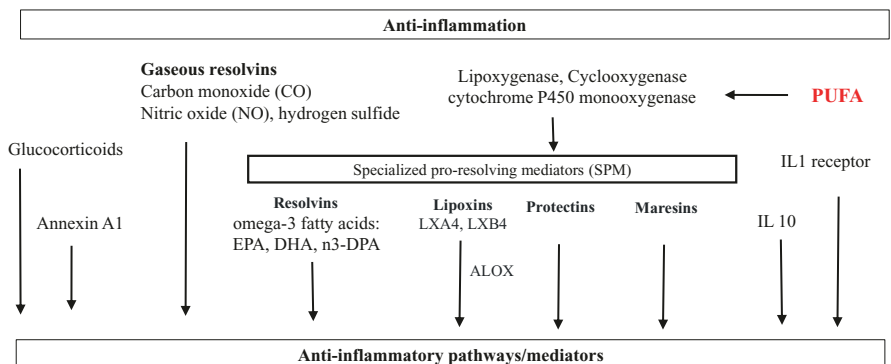 Anti-inflammation
Gaseous resolvins
Carbon monoxide (CO)
Nitric oxide (NO), hydrogen sulfide
Lipoxygenase, Cyclooxygenase
cytochrome P450 monooxygenase
PUFA
Glucocorticoids
Specialized pro-resolving mediators (SPM)
IL1 receptor
Annexin A1
Resolvins
omega-3 fatty acids:
EPA, DHA, n3-DPA
Lipoxins
LXA4, LXB4
Protectins
Maresins
IL 10
ALOX
Anti-inflammatory pathways/mediators